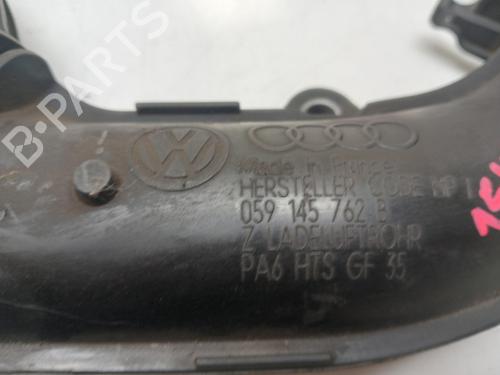 B-PARTS
Made in France
HERSTELLER CODE
059 145 762 B
Z LADELUFTROHR
PA6 HTS GF 35